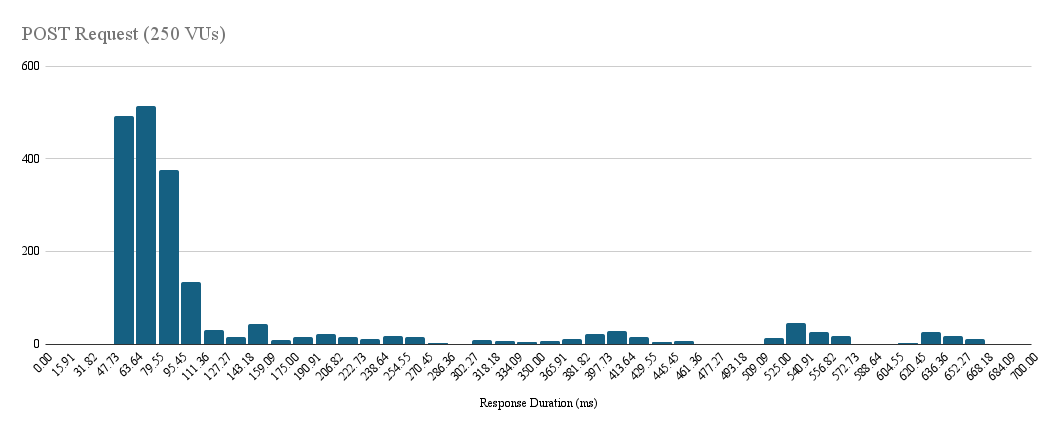 POST Request (250 VUs)
600
400
200
0
0.00 15.91 31.82 47.73 63.64 79.55 95.45 111.36 127.27 143.18 159.09 175.00 190.91 206.82 222.73 238.64 254.55 270.45 286.36 302.27 318.18 334.09 350.00 365.91 381.82 397.73 413.64 429.55 445.45 461.36 477.27 493.18 509.09 525.00 540.91 556.82 572.73 588.64 604.55 620.45 636.36 652.27 668.18 684.09 700.00
Response Duration (ms)